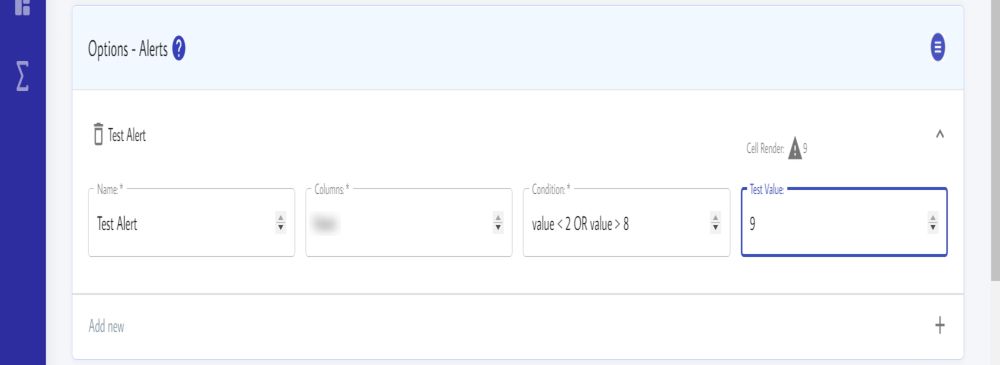 Options - Alerts ?
Σ
Test Alert
Cell Render: 9
Name:*
Columns:*
Condition:*
Test Value:
Test Alert
value < 2 OR value > 8
9
Add new